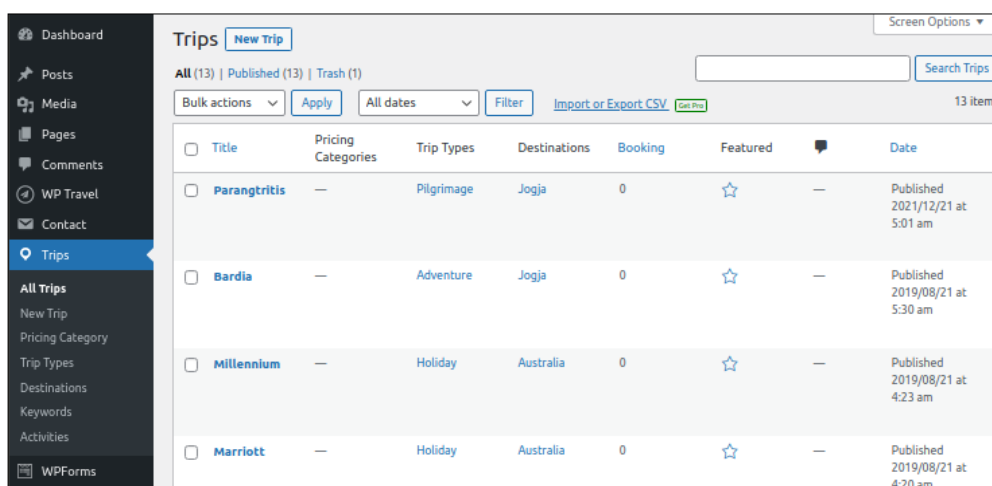 Screen Options ▼
Dashboard
Posts
Media
Pages
Comments
WP Travel
Contact
Trips
All Trips
New Trip
Pricing Category
Trip Types
Destinations
Keywords
Activities
WPForms
Trips New Trip
All (13) | Published (13) | Trash (1)
Search Trips
Bulk actions Apply All dates Filter Import or Export CSV Get Pro 13 item
Title Pricing Categories Trip Types Destinations Booking Featured Date
Parangtritis — Pilgrimage Jogja 0 — Published
2021/12/21 at
5:01 am
Bardia — Adventure Jogja 0 — Published
2019/08/21 at
5:30 am
Millennium — Holiday Australia 0 — Published
2019/08/21 at
4:23 am
Marriott — Holiday Australia 0 — Published
2019/08/21 at
4:20 am